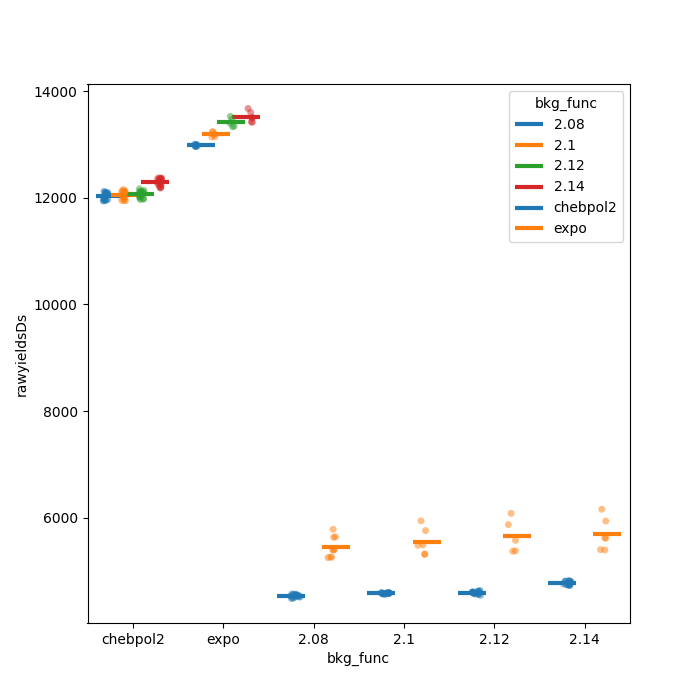 14000
12000
10000
8000
6000
rawyieldsDs
bkg_func
2.08
2.1
2.12
2.14
chebpol2
expo
chebpol2 expo 2.08 2.1 2.12 2.14
bkg_func